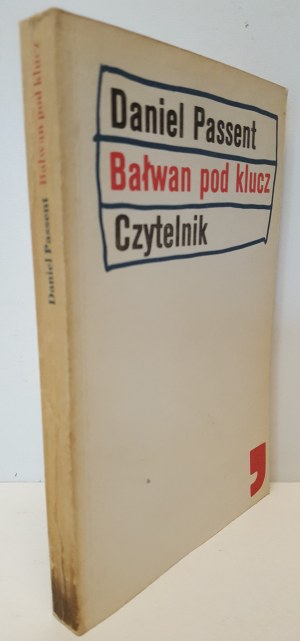 Daniel Passent
Bałwan pod klucz
Czytelnik
Daniel Passent Bałwan pod klucz